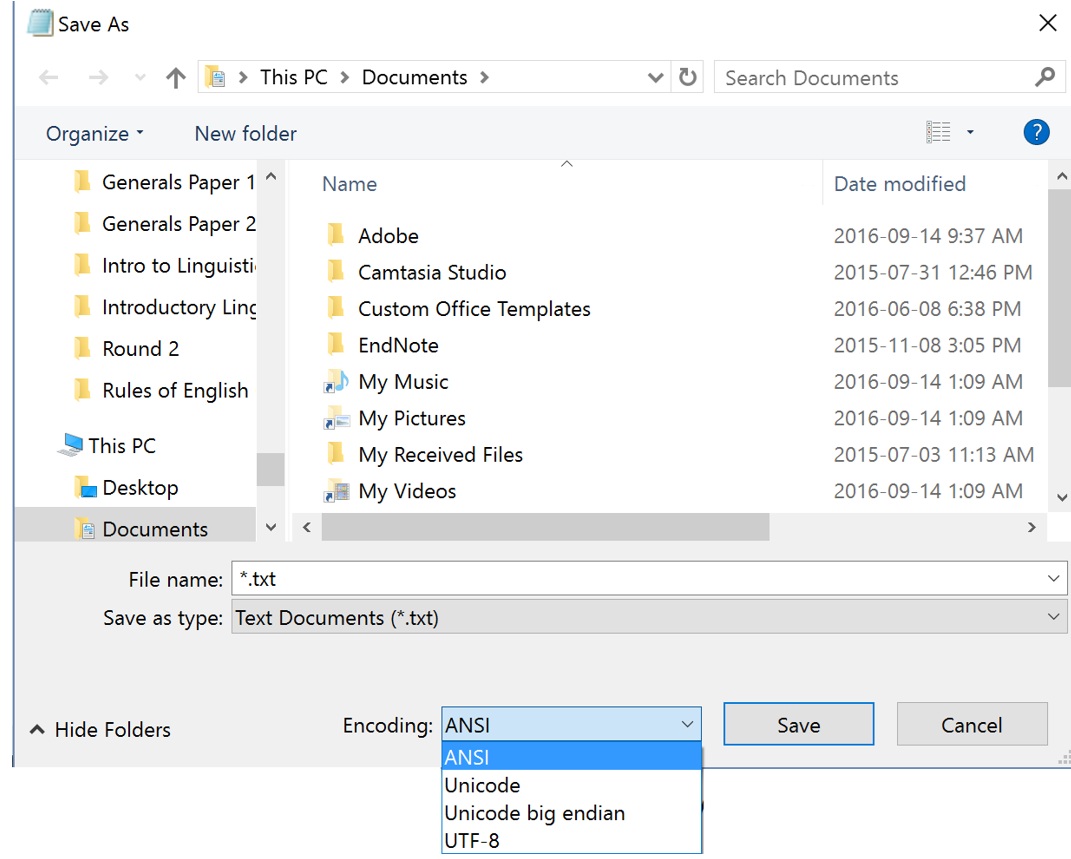 Save As
This PC > Documents >
Search Documents
Organize
New folder
?
Generals Paper 1
Generals Paper 2
Intro to Linguisti
Introductory Ling
Round 2
Rules of English
This PC
Desktop
Documents
Name Date modified
Adobe 2016-09-14 9:37 AM
Camtasia Studio 2015-07-31 12:46 PM
Custom Office Templates 2016-06-08 6:38 PM
EndNote 2015-11-08 3:05 PM
My Music 2016-09-14 1:09 AM
My Pictures 2016-09-14 1:09 AM
My Received Files 2015-07-03 11:13 AM
My Videos 2016-09-14 1:09 AM
File name: *.txt
Save as type: Text Documents (*.txt)
Hide Folders
Encoding: ANSI
Save
Cancel
ANSI
Unicode
Unicode big endian
UTF-8